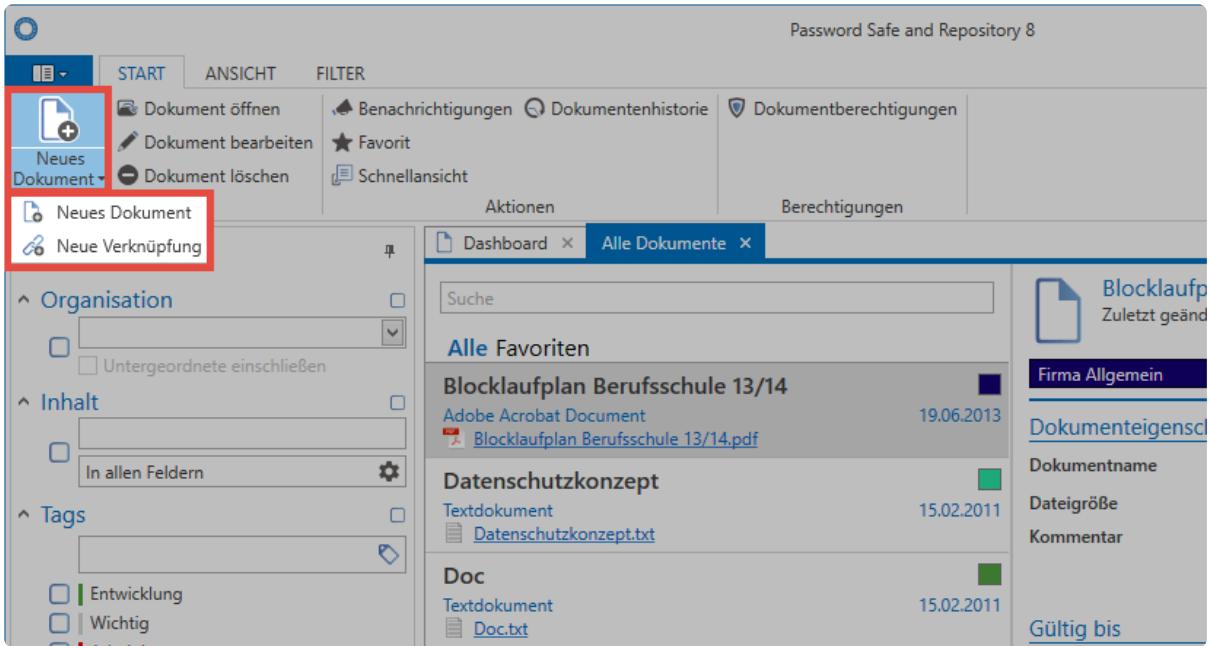 Password Safe and Repository 8
START ANSICHT FILTER
Neues
Dokument
Dokument öffnen
Dokument bearbeiten
Dokument löschen
Benachrichtigungen Dokumentenhistorie
Favorit
Schnellansicht
Aktionen
Dokumentberechtigungen
Berechtigungen
Neues Dokument
Neue Verknüpfung
Organisation
Untergeordnete einschließen
Inhalt
In allen Feldern
Tags
Entwicklung
Wichtig
Dashboard Alle Dokumente
Suche
Alle Favoriten
Blocklaufplan Berufsschule 13/14
Adobe Acrobat Document 19.06.2013
Blocklaufplan Berufsschule 13/14.pdf
Datenschutzkonzept
Textdokument 15.02.2011
Datenschutzkonzept.txt
Doc
Textdokument 15.02.2011
Doc.txt
Blocklaufp
Zuletzt geänd
Firma Allgemein
Dokumenteigensc
Dokumentname
Dateigröße
Kommentar
Gültig bis